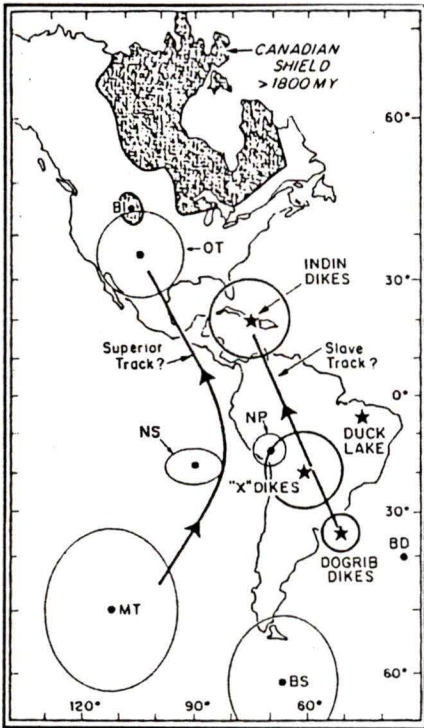 CANADIAN
SHIELD
>1800 MY
60°
BI
OT
INDIN
DIKES
30°
Superior
Track?
Slave
Track?
0°
NS
NP
DUCK
LAKE
"X" DIKES
30°
BD
DOGRIB
DIKES
MT
BS
60°
120°
90°
60°